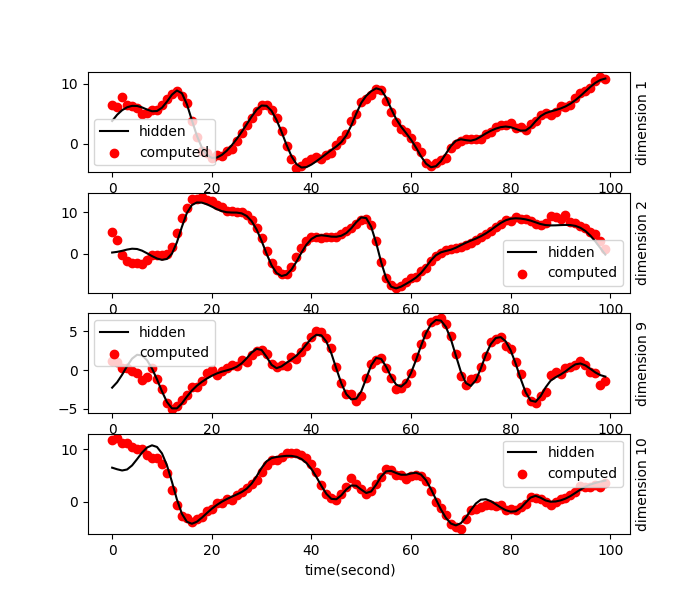 10
0
hidden
computed
dimension 1
0 20 40 60 80 100
10
0
hidden
computed
dimension 2
0 20 40 60 80 100
5
0
−5
hidden
computed
dimension 9
0 20 40 60 80 100
10
0
hidden
computed
dimension 10
0 20 40 60 80 100
time(second)